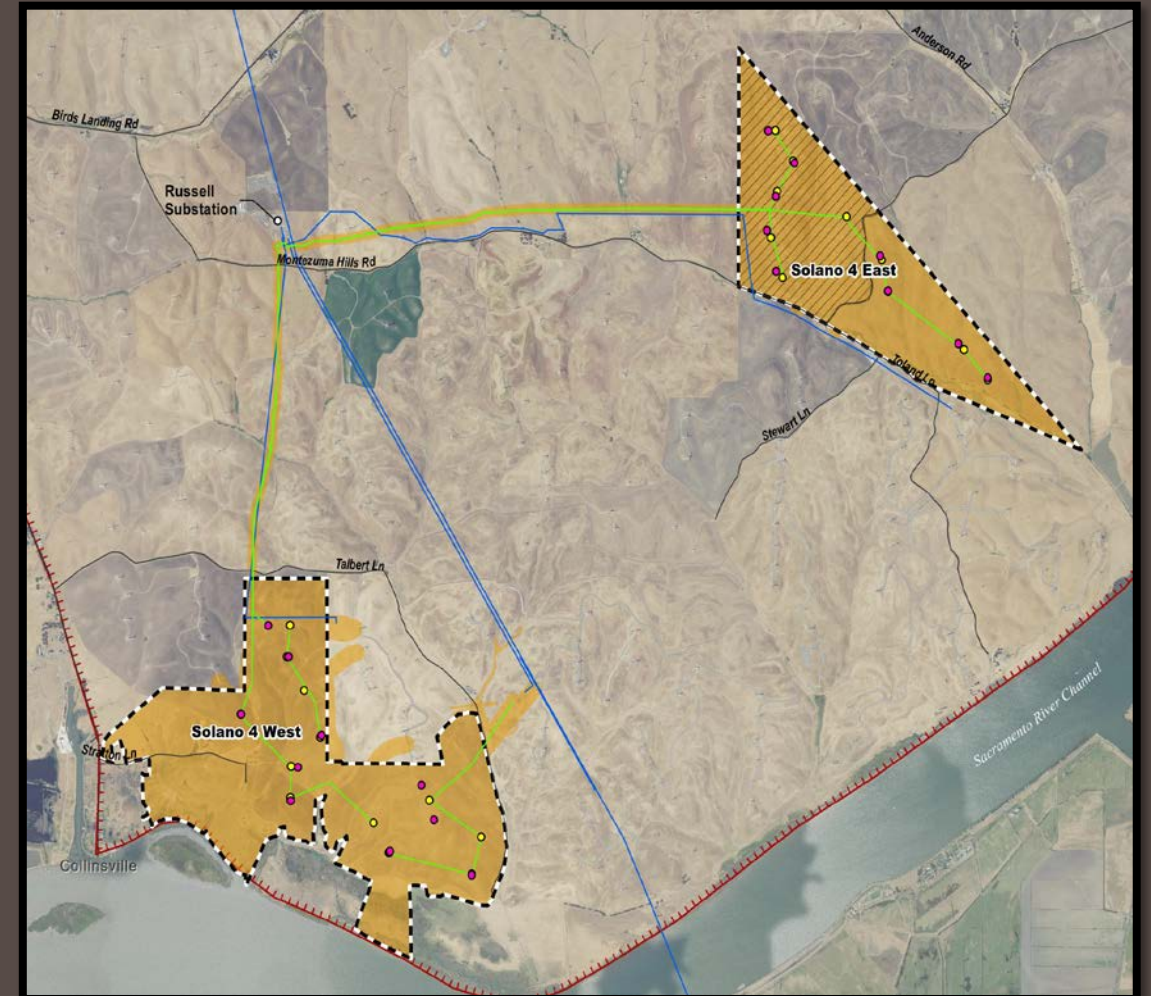 Anderson Rd
Birds Landing Rd
Russell
Substation
Montezuma Hills Rd
Solano 4 East
Toland Ln
Stewart Ln
Talbert Ln
Solano 4 West
Stratton Ln
Sacramento River Channel
Collinsville